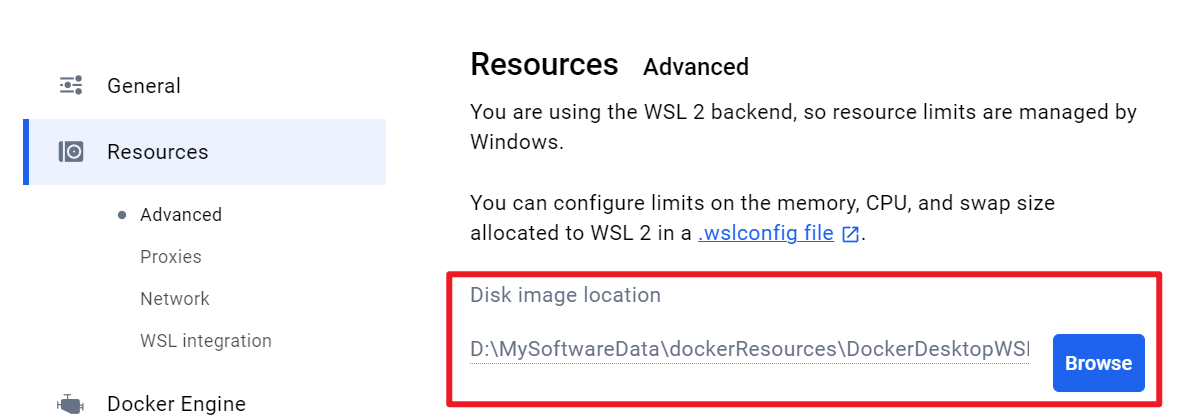 General
Resources
Advanced
Proxies
Network
WSL integration
Docker Engine
Resources Advanced
You are using the WSL 2 backend, so resource limits are managed by
Windows.
You can configure limits on the memory, CPU, and swap size
allocated to WSL 2 in a .wslconfig file.
Disk image location
D:\MySoftwareData\dockerResources\DockerDesktopWSl
Browse